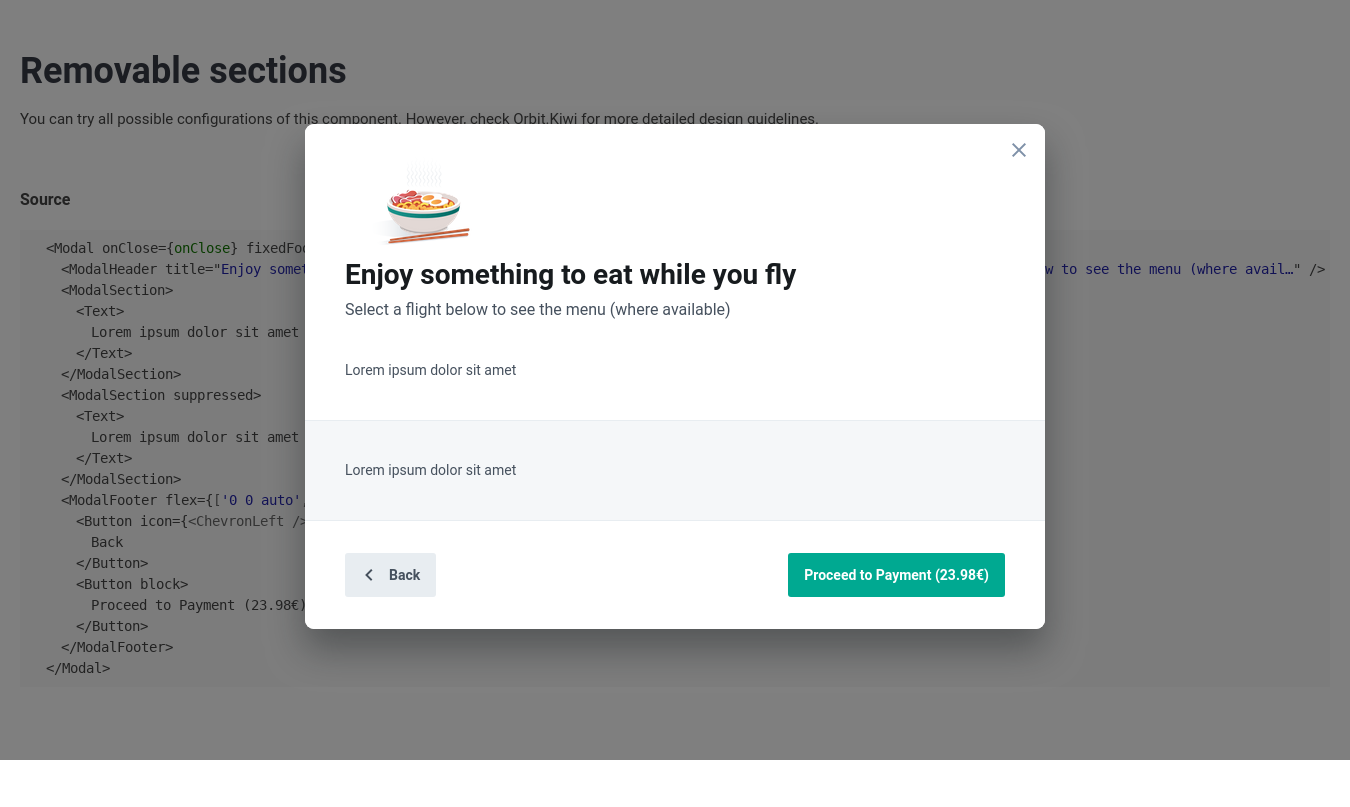 Removable sections
You can try all possible configurations of this component. However, check Orbit.Kiwi for more detailed design guidelines.
Source
<Modal onClose={onClose} fixedFoo
<ModalHeader title="Enjoy somet
w to see the menu (where avail…" />
<ModalSection>
<Text>
Lorem ipsum dolor sit amet
</Text>
</ModalSection>
<ModalSection suppressed>
<Text>
Lorem ipsum dolor sit amet
</Text>
</ModalSection>
<ModalFooter flex={['0 0 auto'
<Button icon={<ChevronLeft />
Back
</Button>
<Button block>
Proceed to Payment (23.98€)
</Button>
</ModalFooter>
</Modal>
Enjoy something to eat while you fly
Select a flight below to see the menu (where available)
Lorem ipsum dolor sit amet
Lorem ipsum dolor sit amet
Back
Proceed to Payment (23.98€)